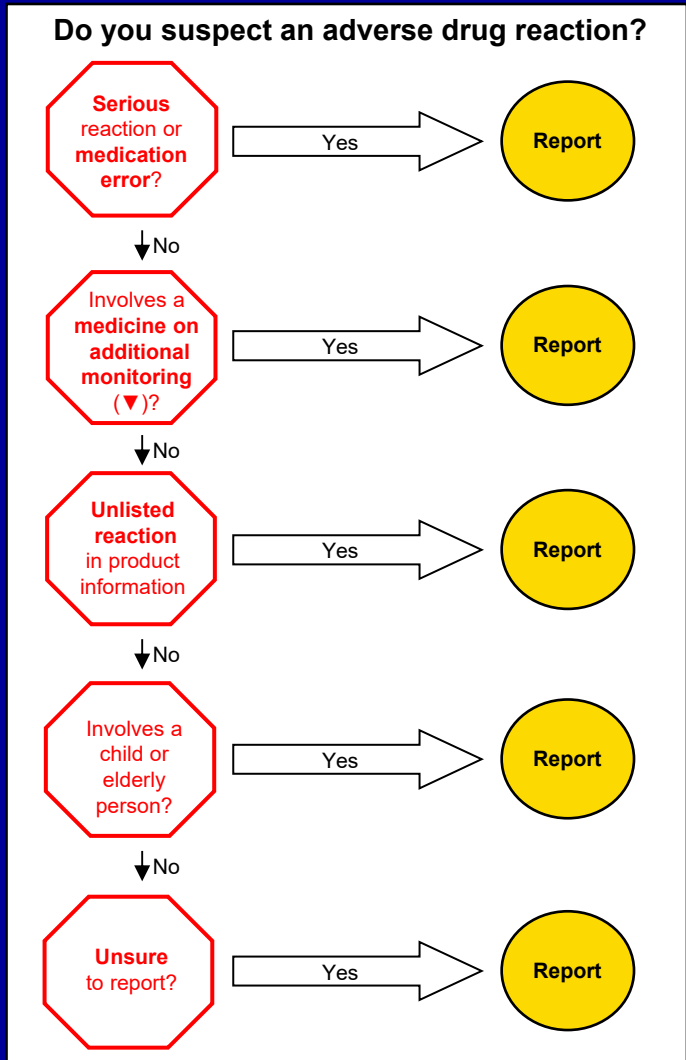 Do you suspect an adverse drug reaction?
Serious
reaction or
medication
error?
Yes
Report
No
Involves a
medicine on
additional
monitoring
(▼)?
Yes
Report
No
Unlisted
reaction
in product
information
Yes
Report
No
Involves a
child or
elderly
person?
Yes
Report
No
Unsure
to report?
Yes
Report